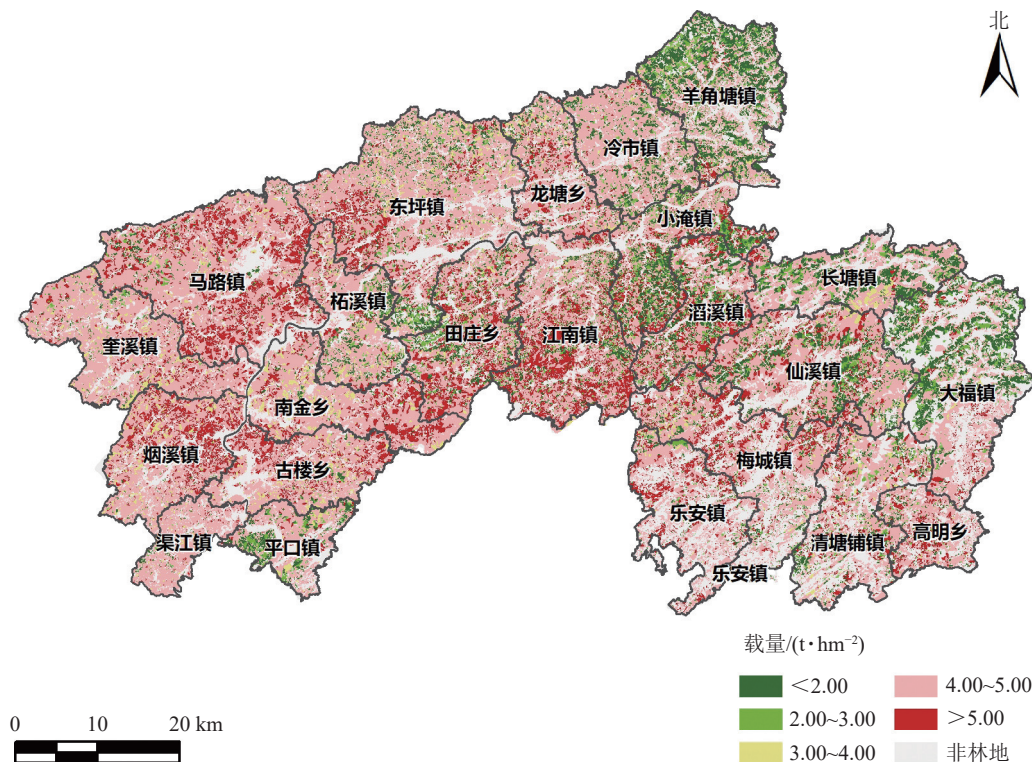 北
羊角塘镇
冷市镇
龙塘乡
东坪镇
小淹镇
马路镇
柘溪镇
长塘镇
滔溪镇
田庄乡
江南镇
奎溪镇
仙溪镇
大福镇
南金乡
烟溪镇
古楼乡
梅城镇
乐安镇
高明乡
渠江镇
平口镇
清塘铺镇
乐安镇
载量/(t·hm⁻²)
<2.00
4.00~5.00
2.00~3.00
>5.00
3.00~4.00
非林地
0 10 20 km